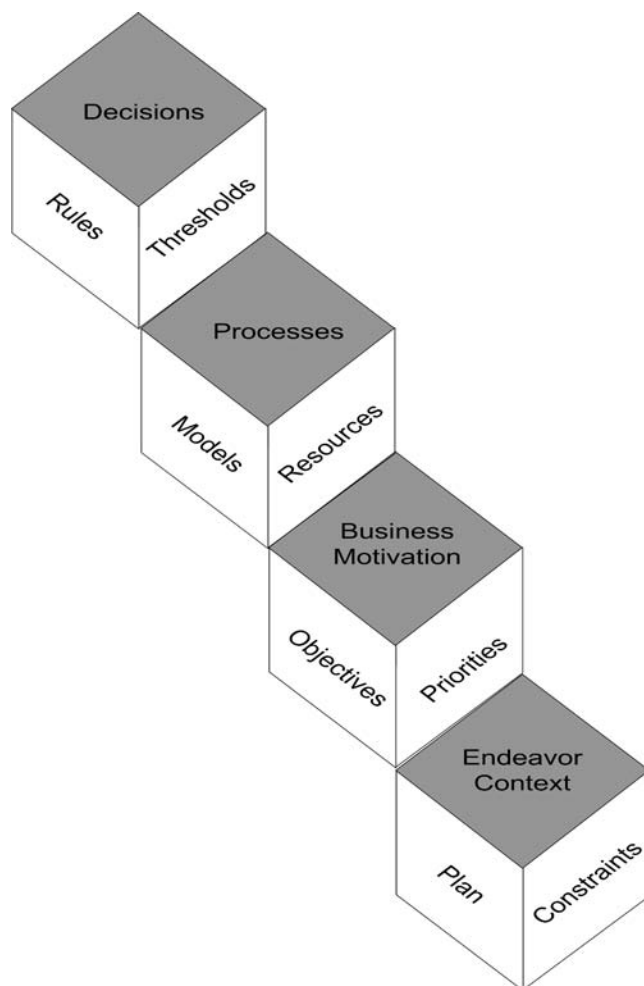 Decisions
Rules
Thresholds
Processes
Models
Resources
Business
Motivation
Objectives
Priorities
Endeavor
Context
Plan
Constraints